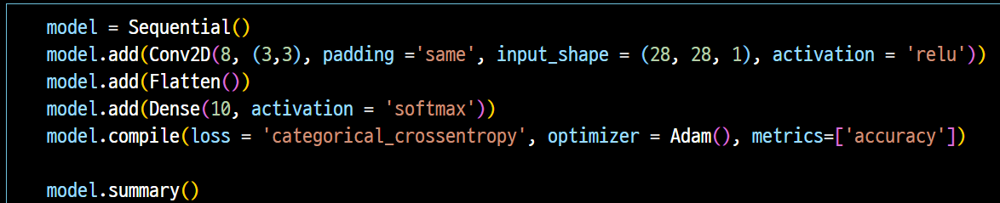 model = Sequential()
model.add(Conv2D(8, (3,3), padding ='same', input_shape = (28, 28, 1), activation = 'relu'))
model.add(Flatten())
model.add(Dense(10, activation = 'softmax'))
model.compile(loss = 'categorical_crossentropy', optimizer = Adam(), metrics=['accuracy'])
model.summary()